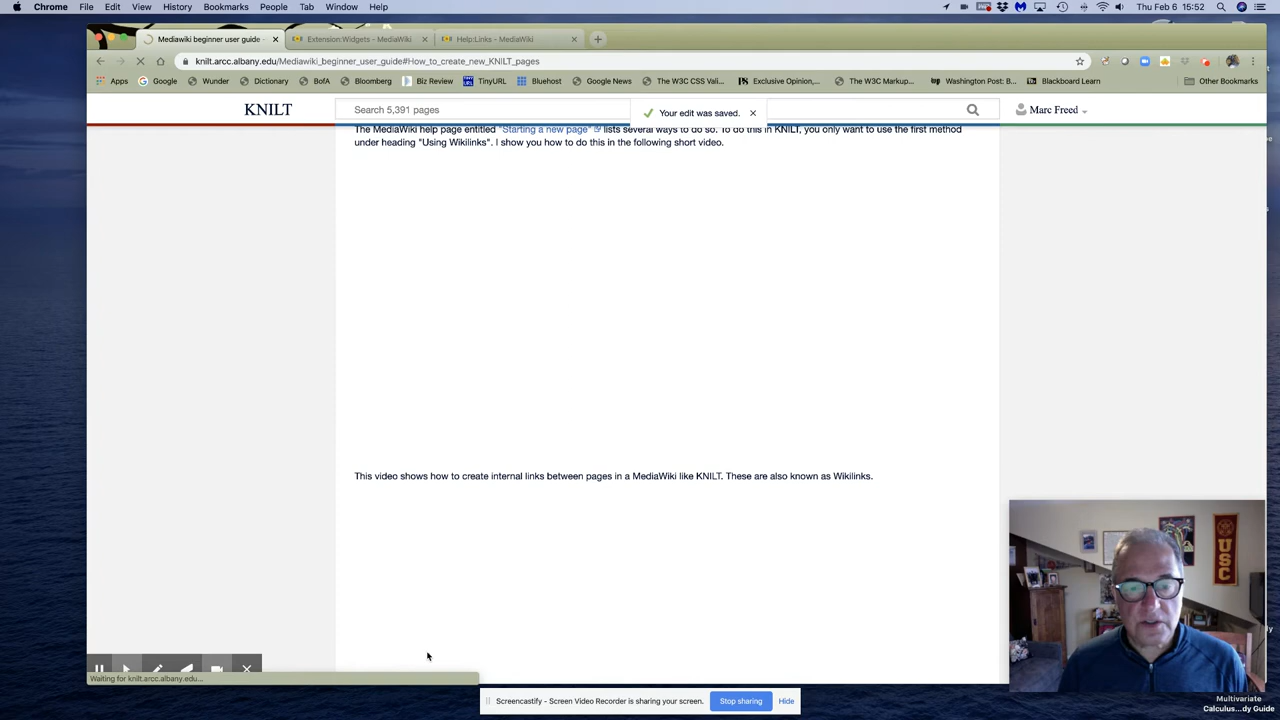 Chrome File Edit View History Bookmarks People Tab Window Help Thu Feb 6 15:52
Mediawiki beginner user guide - Extension:Widgets - MediaWiki Help:Links - MediaWiki
knilt.arcc.albany.edu/Mediawiki_beginner_user_guide#How_to_create_new_KNILT_pages
Apps Google Wunder Dictionary BofA Bloomberg Biz Review TinyURL Bluehost Google News The W3C CSS Vali... Exclusive Opinion,... The W3C Markup... Washington Post: B... Blackboard Learn Other Bookmarks
KNILT Search 5,391 pages Your edit was saved. Marc Freed
The MediaWiki help page entitled "Starting a new page" lists several ways to do so. To do this in KNILT, you only want to use the first method
under heading "Using Wikilinks". I show you how to do this in the following short video.
This video shows how to create internal links between pages in a MediaWiki like KNILT. These are also known as Wikilinks.
USC
Waiting for knilt.arcc.albany.edu...
Screencastify - Screen Video Recorder is sharing your screen. Stop sharing Hide
Multivariate
Calculus...dy Guide